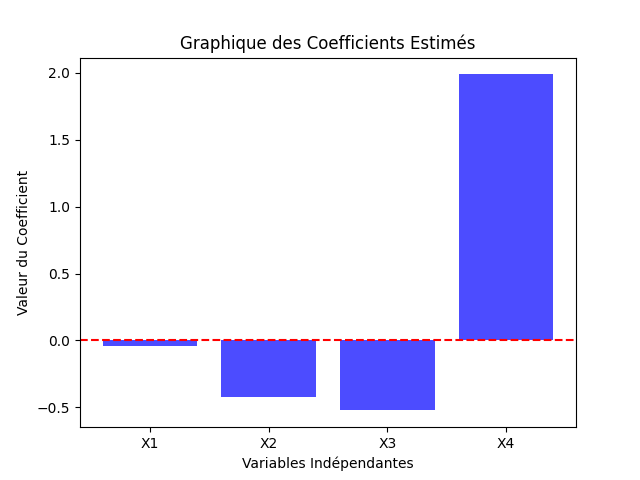 Graphique des Coefficients Estimés
2.0
1.5
1.0
0.5
0.0
−0.5
Valeur du Coefficient
X1 X2 X3 X4
Variables Indépendantes